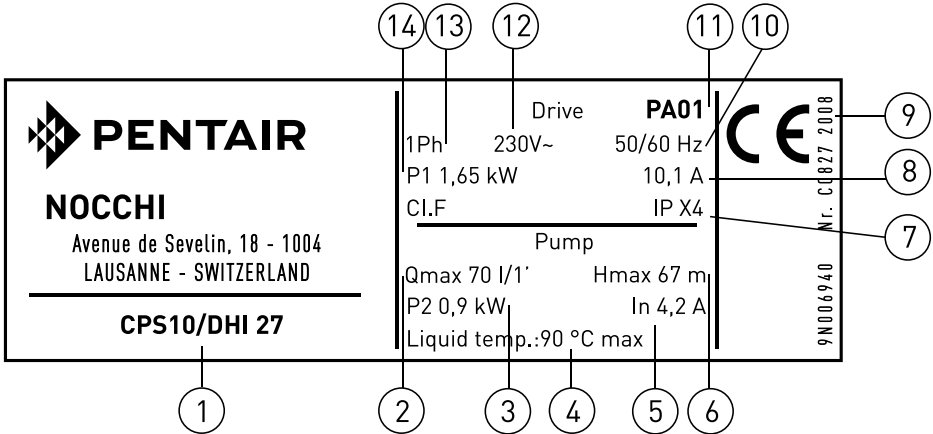 14 13 12 11 10
PENTAIR
NOCCHI
Avenue de Sevelin, 18 - 1004
LAUSANNE - SWITZERLAND
CPS10/DHI 27
Drive PA01
1Ph 230V~ 50/60 Hz
P1 1,65 kW 10,1 A
Cl.F IP X4
Pump
Qmax 70 l/1' Hmax 67 m
P2 0,9 kW In 4,2 A
Liquid temp.:90 °C max
CE
Nr. C0827 2008
9N006940
9
8
7
1 2 3 4 5 6